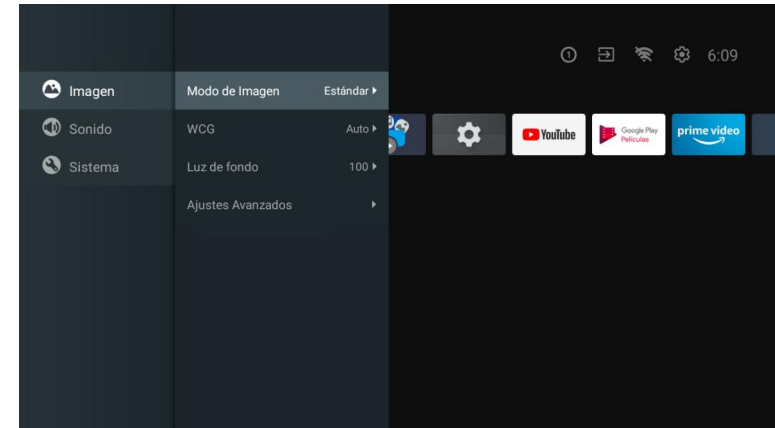 6:09
Imagen
Sonido
Sistema
Modo de Imagen Estándar
WCG Auto
Luz de fondo 100
Ajustes Avanzados
YouTube
Google Play
Películas
prime video